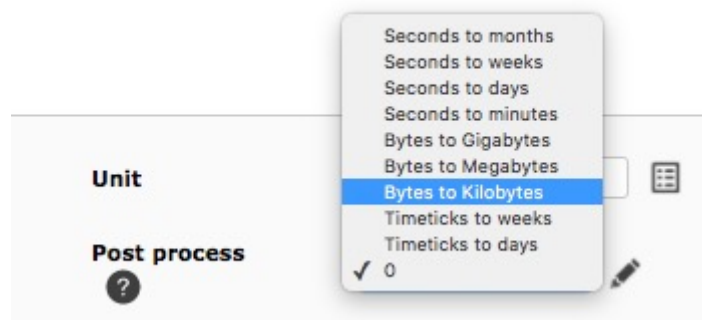 Seconds to months
Seconds to weeks
Seconds to days
Seconds to minutes
Bytes to Gigabytes
Bytes to Megabytes
Unit
Bytes to Kilobytes
Timeticks to weeks
Timeticks to days
Post process
✓ 0
?